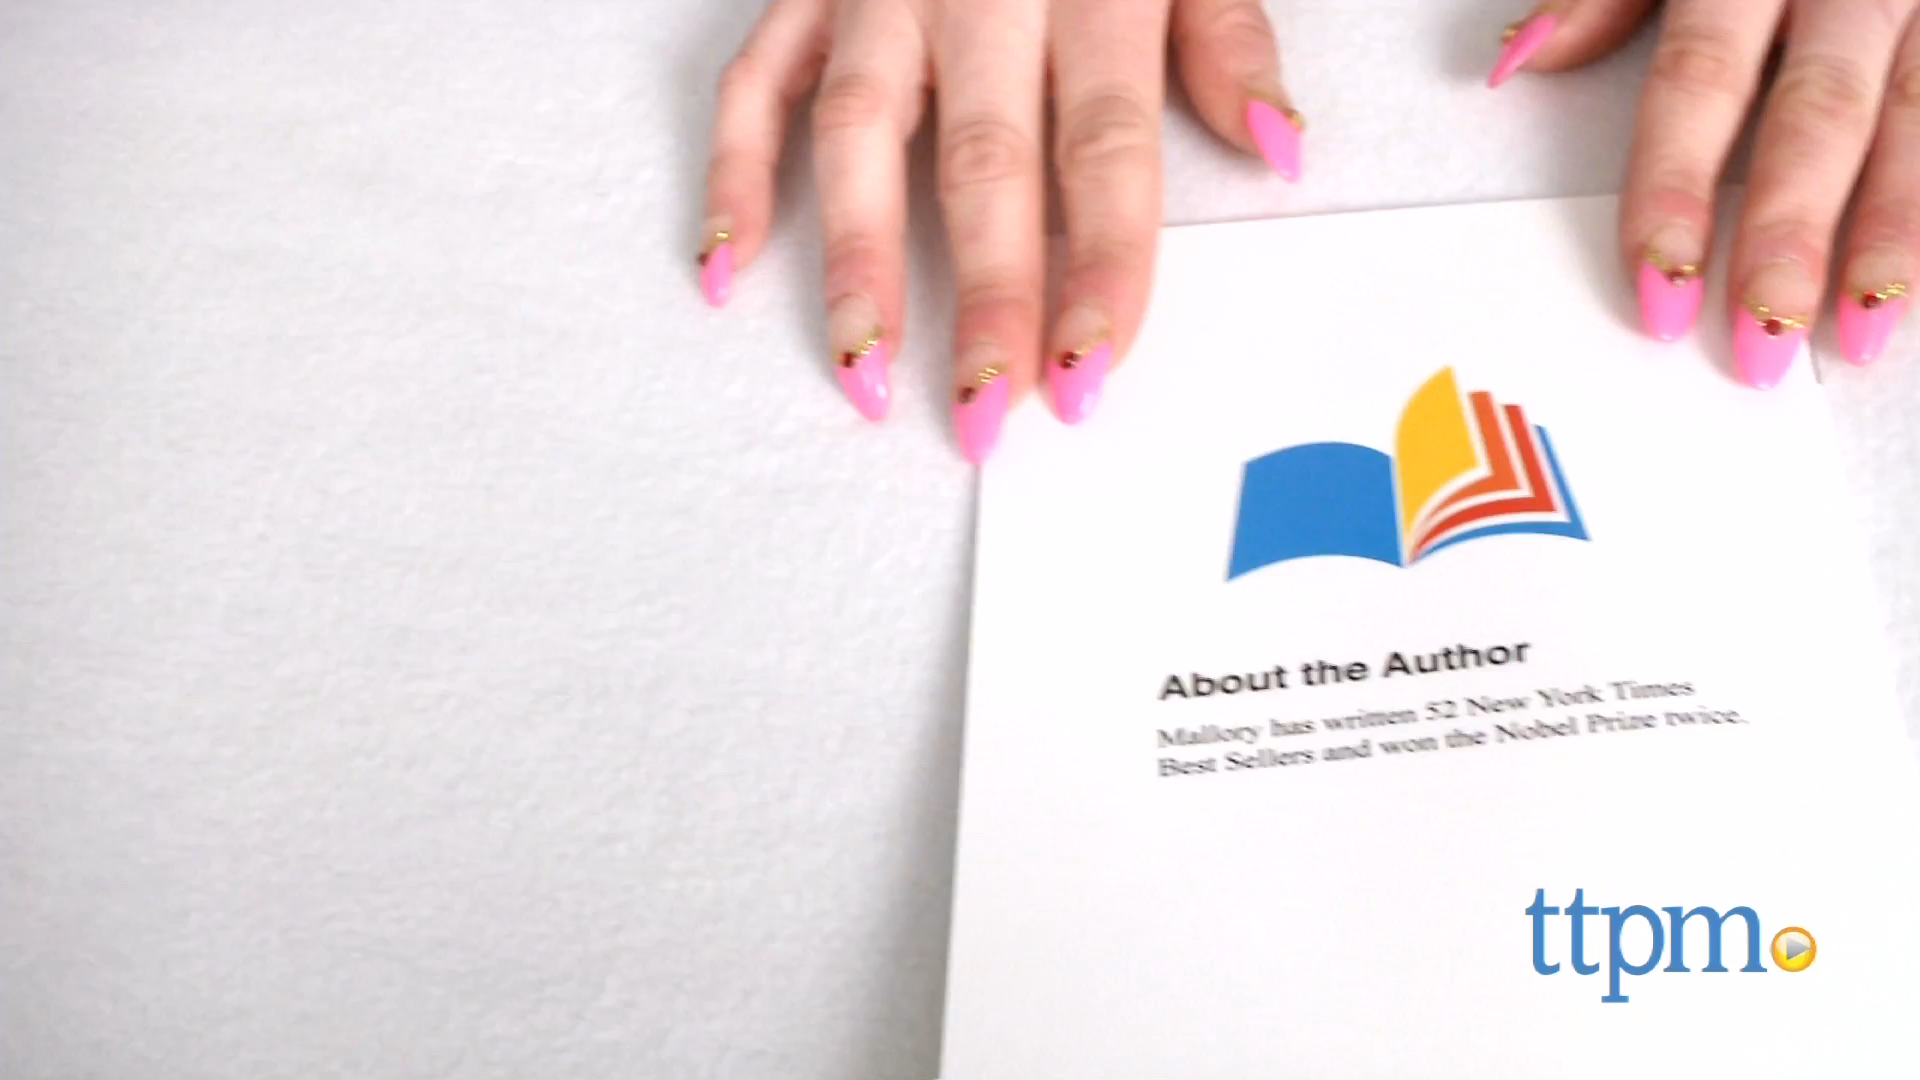 About the Author
Mallory has written 52 New York Times
Best Sellers and won the Nobel Prize twice.
ttpm